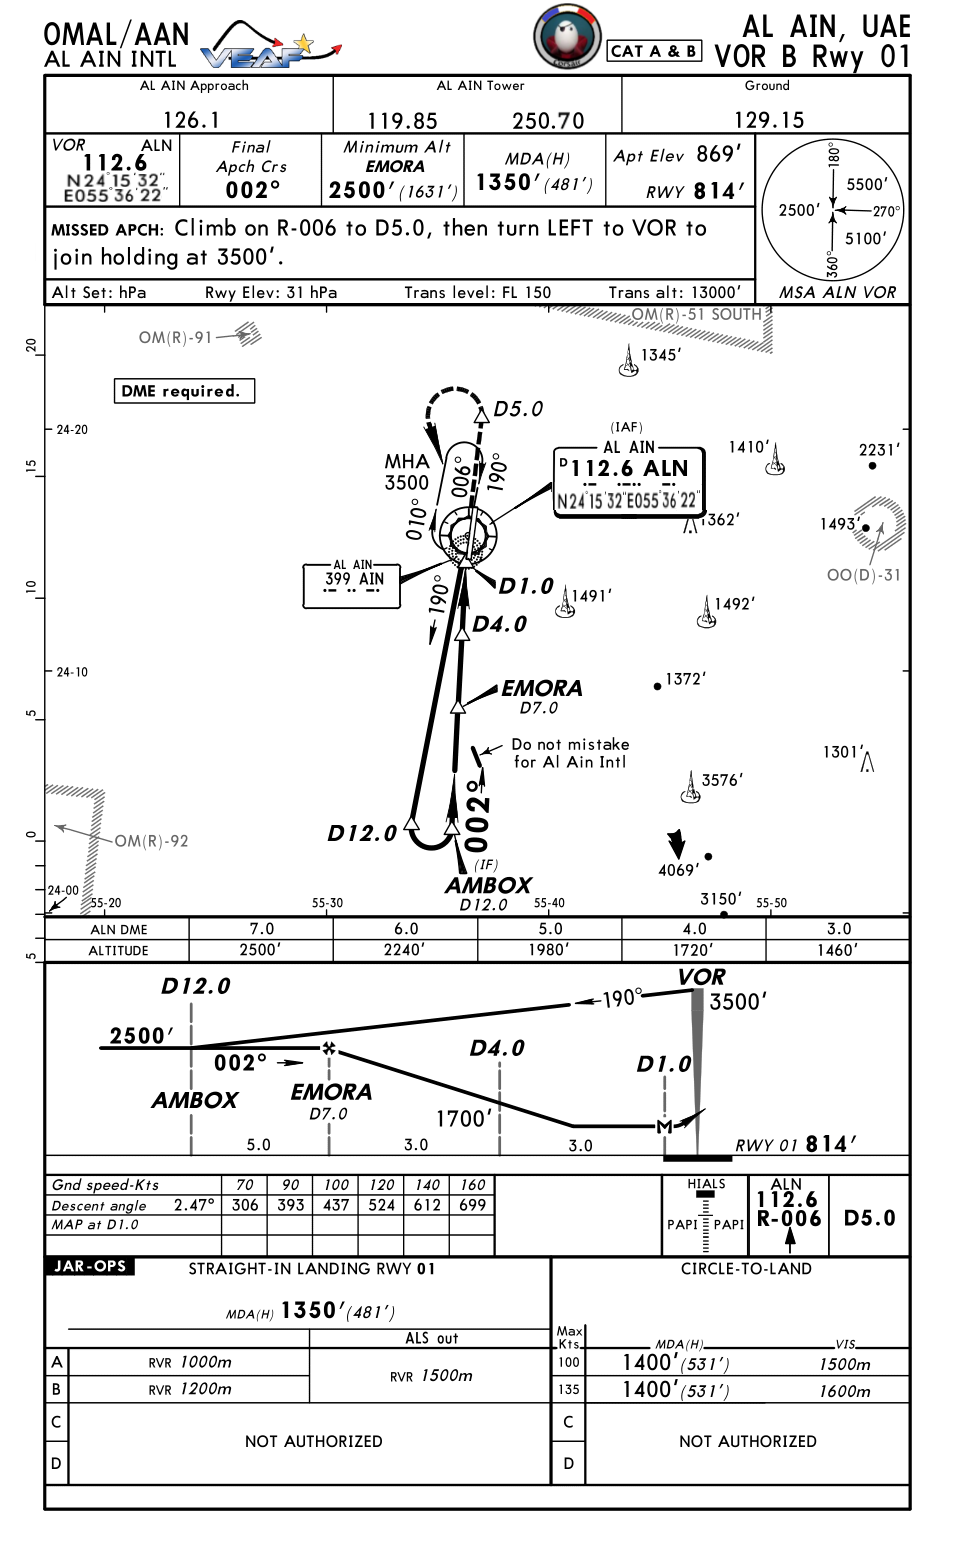 OMAL/AAN
AL AIN INTL
VEAF
CAT A & B
AL AIN, UAE
VOR B Rwy 01
AL AIN Approach
126.1
AL AIN Tower
119.85 250.70
Ground
129.15
VOR ALN
112.6
N24°15'32"
E055°36'22"
Final
Apch Crs
002°
Minimum Alt
EMORA
2500' (1631')
MDA(H)
1350' (481')
Apt Elev 869'
RWY 814'
MISSED APCH: Climb on R-006 to D5.0, then turn LEFT to VOR to
join holding at 3500'.
Alt Set: hPa Rwy Elev: 31 hPa Trans level: FL 150 Trans alt: 13000'
180°
5500'
2500'
270°
5100'
360°
MSA ALN VOR
OM(R)-91
OM(R)-51 SOUTH
1345'
DME required.
20
24-20
D5.0
(IAF)
AL AIN
D 112.6 ALN
N24°15'32" E055°36'22"
1410'
2231'
MHA
3500
15
006°
190°
010°
1362'
1493'
OO(D)-31
AL AIN
399 AIN
190°
D1.0
10
1491'
1492'
D4.0
24-10
1372'
EMORA
D7.0
5
Do not mistake
for Al Ain Intl
1301'
3576'
002°
D12.0
0
OM(R)-92
(IF)
AMBOX
D12.0
4069'
3150'
24-00
55-20 55-30 55-40 55-50
5
ALN DME 7.0 6.0 5.0 4.0 3.0
ALTITUDE 2500' 2240' 1980' 1720' 1460'
D12.0
VOR
190°
3500'
2500'
002°
D4.0
D1.0
AMBOX
EMORA
D7.0
1700'
M
5.0 3.0 3.0
RWY 01 814'
Gnd speed-Kts 70 90 100 120 140 160
Descent angle 2.47° 306 393 437 524 612 699
MAP at D1.0
HIALS
PAPI PAPI
ALN
112.6
R-006
D5.0
JAR-OPS
STRAIGHT-IN LANDING RWY 01
CIRCLE-TO-LAND
MDA(H) 1350' (481')
ALS out
Max
Kts
MDA(H) VIS
A RVR 1000m
RVR 1500m
100 1400' (531') 1500m
B RVR 1200m
135 1400' (531') 1600m
C
D
NOT AUTHORIZED
C
D
NOT AUTHORIZED